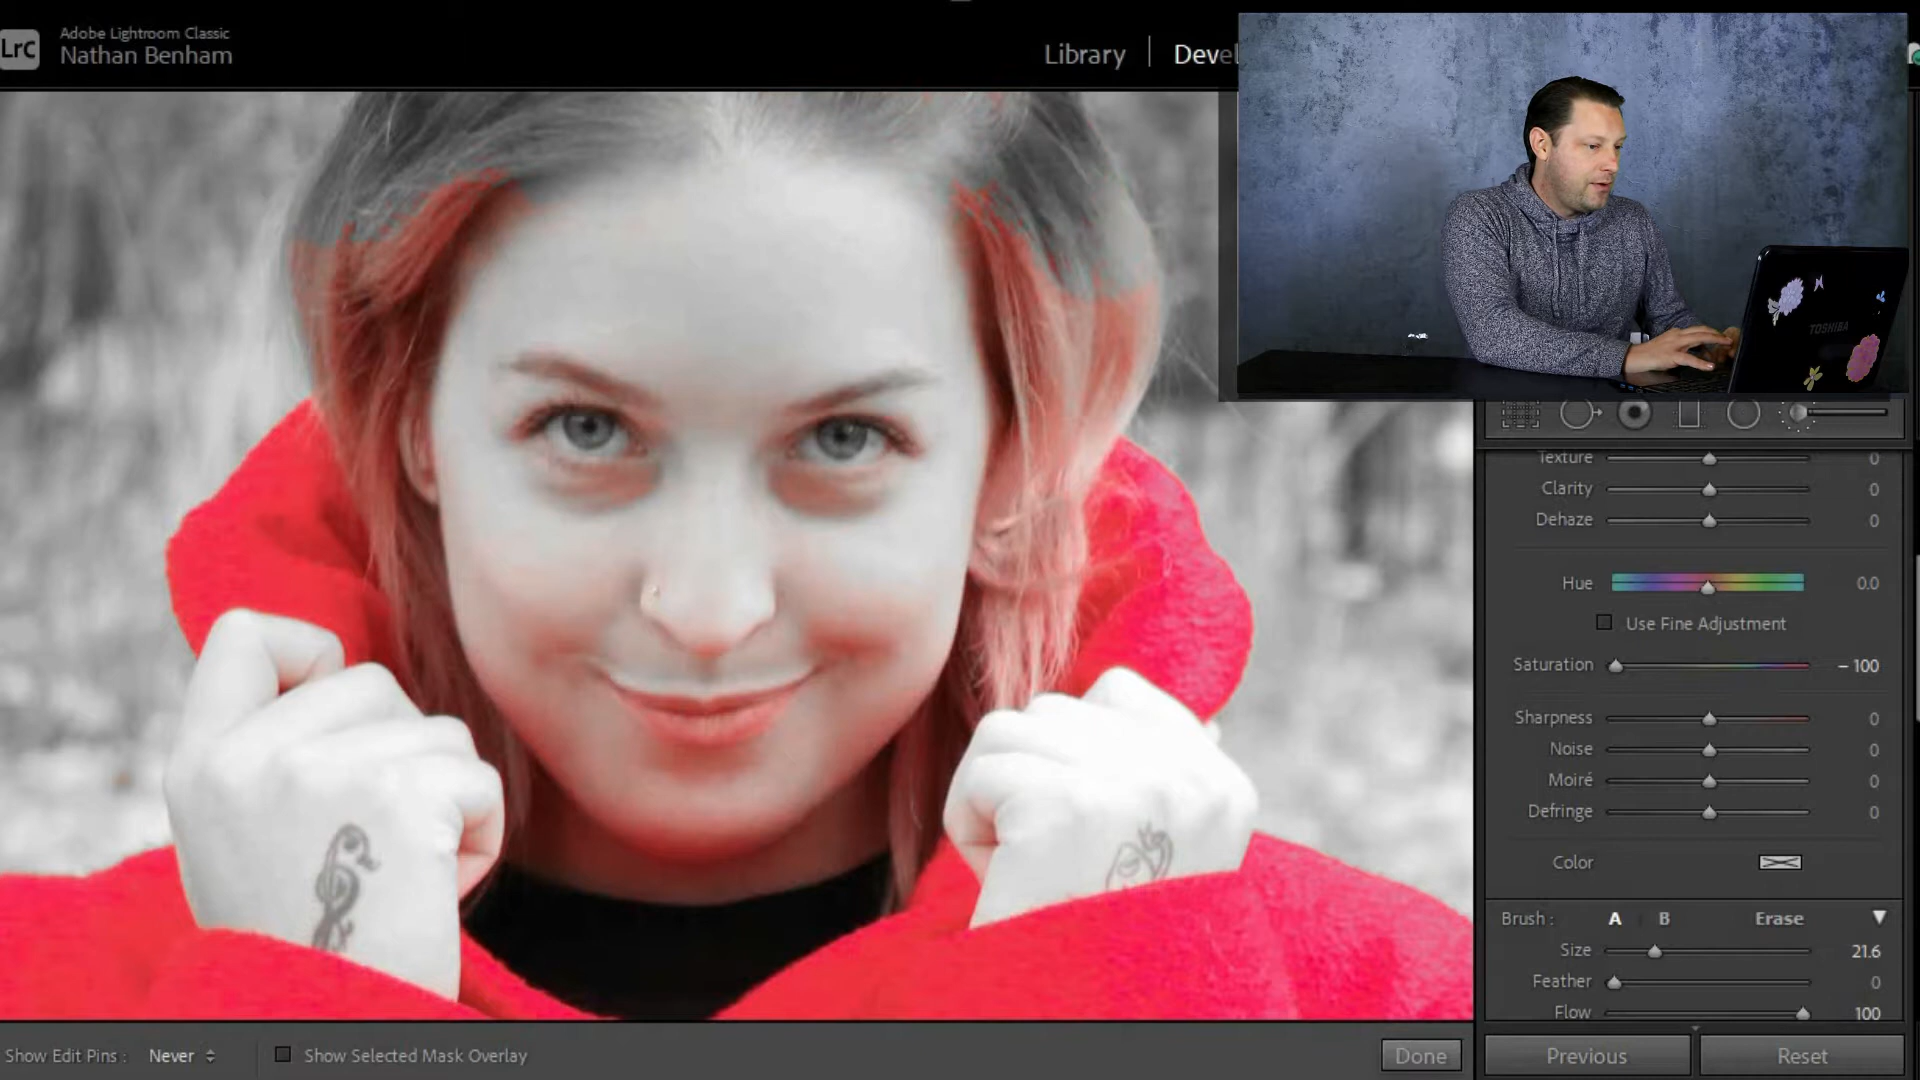 LrC
Adobe Lightroom Classic
Nathan Benham
Library
TOSHIBA
Texture 0
Clarity 0
Dehaze 0
Hue 0.0
Use Fine Adjustment
Saturation – 100
Sharpness 0
Noise 0
Moiré 0
Defringe 0
Color
Brush : A B Erase
Size 21.6
Feather 0
Flow 100
Show Edit Pins : Never
Show Selected Mask Overlay
Done
Previous
Reset